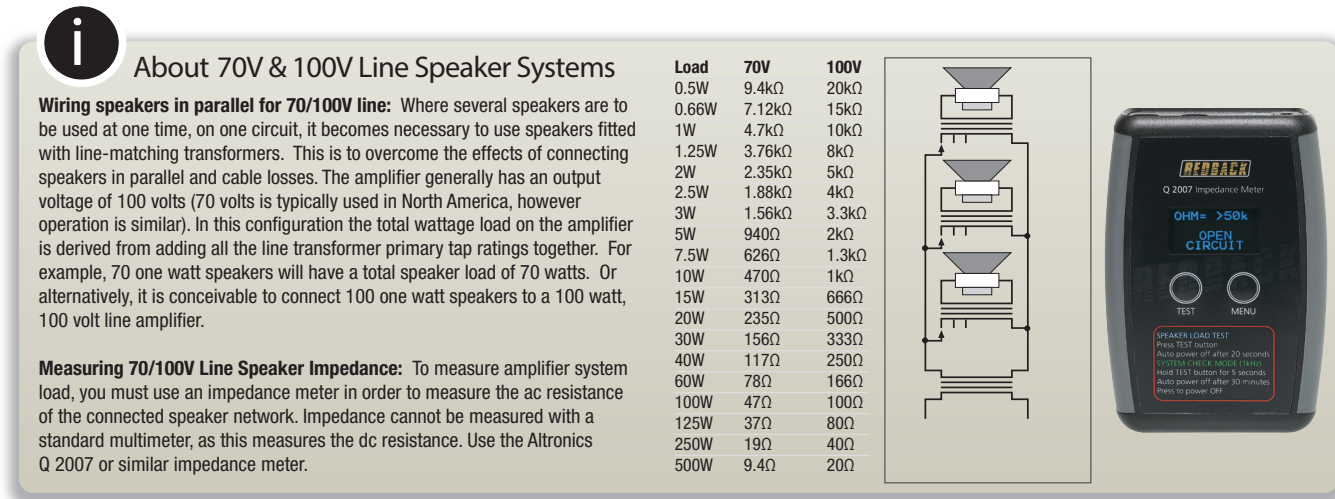 i
About 70V & 100V Line Speaker Systems
Wiring speakers in parallel for 70/100V line: Where several speakers are to
be used at one time, on one circuit, it becomes necessary to use speakers fitted
with line-matching transformers. This is to overcome the effects of connecting
speakers in parallel and cable losses. The amplifier generally has an output
voltage of 100 volts (70 volts is typically used in North America, however
operation is similar). In this configuration the total wattage load on the amplifier
is derived from adding all the line transformer primary tap ratings together. For
example, 70 one watt speakers will have a total speaker load of 70 watts. Or
alternatively, it is conceivable to connect 100 one watt speakers to a 100 watt,
100 volt line amplifier.
Measuring 70/100V Line Speaker Impedance: To measure amplifier system
load, you must use an impedance meter in order to measure the ac resistance
of the connected speaker network. Impedance cannot be measured with a
standard multimeter, as this measures the dc resistance. Use the Altronics
Q 2007 or similar impedance meter.
Load 70V 100V
0.5W 9.4kΩ 20kΩ
0.66W 7.12kΩ 15kΩ
1W 4.7kΩ 10kΩ
1.25W 3.76kΩ 8kΩ
2W 2.35kΩ 5kΩ
2.5W 1.88kΩ 4kΩ
3W 1.56kΩ 3.3kΩ
5W 940Ω 2kΩ
7.5W 626Ω 1.3kΩ
10W 470Ω 1kΩ
15W 313Ω 666Ω
20W 235Ω 500Ω
30W 156Ω 333Ω
40W 117Ω 250Ω
60W 78Ω 166Ω
100W 47Ω 100Ω
125W 37Ω 80Ω
250W 19Ω 40Ω
500W 9.4Ω 20Ω
REDBACK
Q 2007 Impedance Meter
OHM= >50k
OPEN
CIRCUIT
TEST MENU
SPEAKER LOAD TEST
Press TEST button
Auto power off after 20 seconds
SYSTEM CHECK MODE (1kHz)
Hold TEST button for 5 seconds
Auto power off after 30 minutes
Press to power OFF